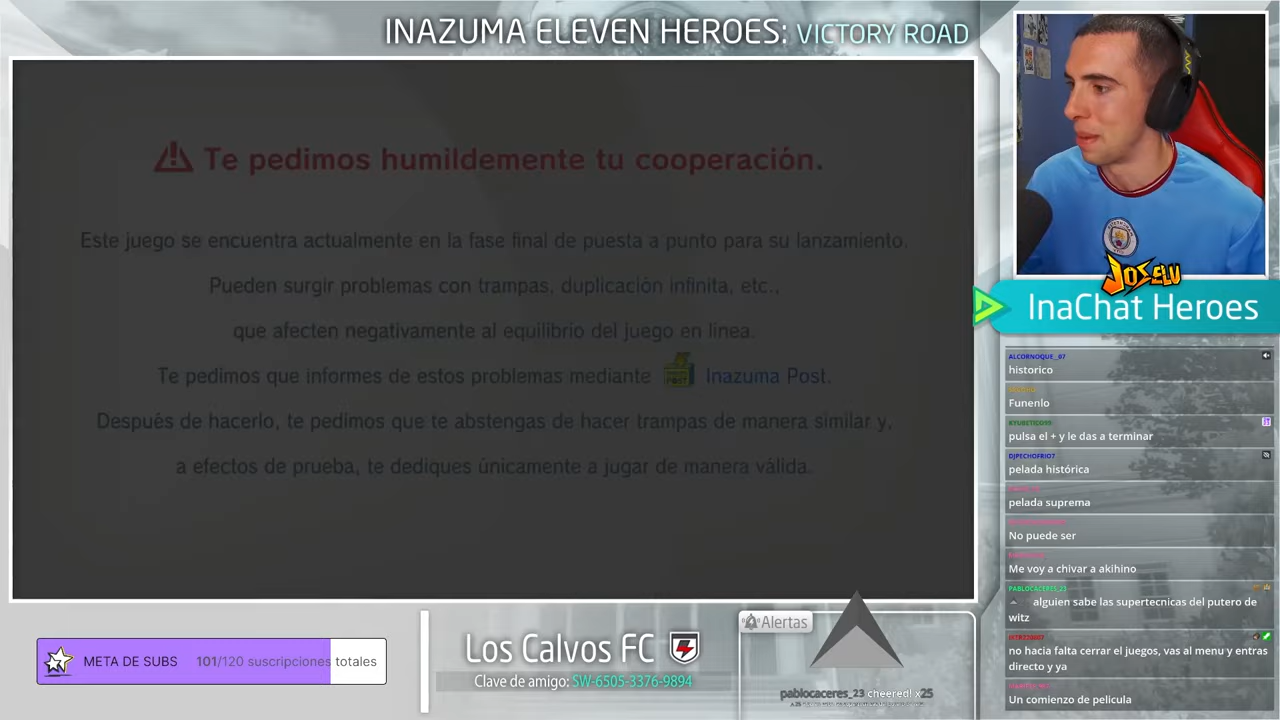 INAZUMA ELEVEN HEROES: VICTORY ROAD
Te pedimos humildemente tu cooperación.
Este juego se encuentra actualmente en la fase final de puesta a punto para su lanzamiento.
Pueden surgir problemas con trampas, duplicación infinita, etc.,
que afecten negativamente al equilibrio del juego en línea.
Te pedimos que informes de estos problemas mediante POST Inazuma Post.
Después de hacerlo, te pedimos que te abstengas de hacer trampas de manera similar y,
a efectos de prueba, te dediques únicamente a jugar de manera válida.
JOSELU
InaChat Heroes
ALCORNOQUE_07
historico
Funenlo
pulsa el + y le das a terminar
DJPECHOFRIO7
pelada histórica
pelada suprema
No puede ser
Me voy a chivar a akihino
PABLOCACERES_23
alguien sabe las supertecnicas del putero de
witz
no hacia falta cerrar el juegos, vas al menu y entras
directo y ya
Un comienzo de pelicula
META DE SUBS 101/120 suscripciones totales
Los Calvos FC
Clave de amigo: SW-6505-3376-9894
Alertas
pablocaceres_23 cheered! x25